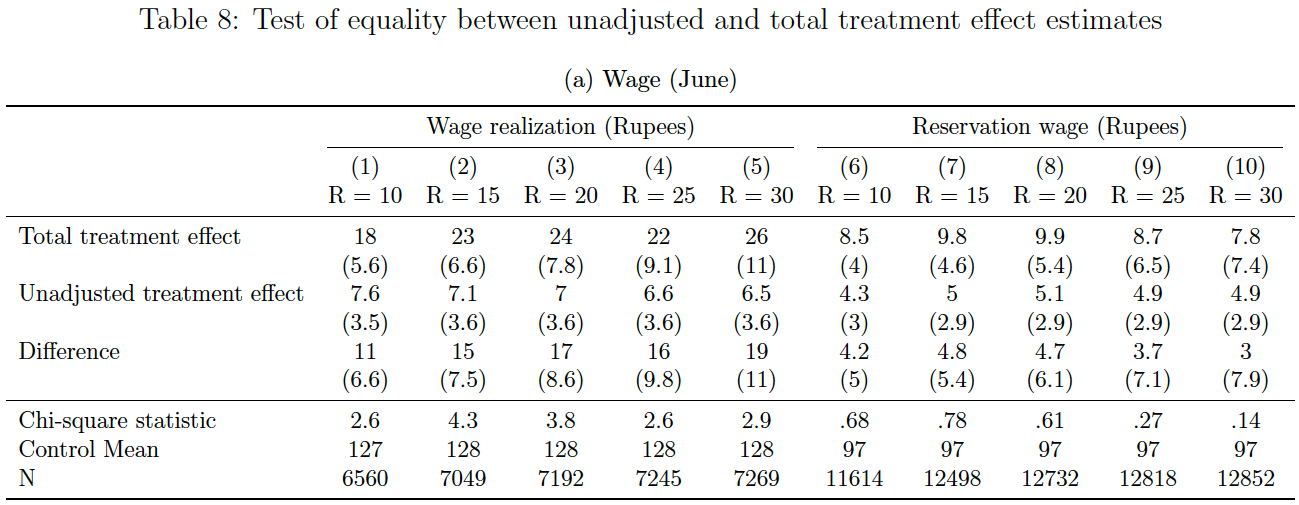 Table 8: Test of equality between unadjusted and total treatment effect estimates
(a) Wage (June)
Wage realization (Rupees) Reservation wage (Rupees)
(1) (2) (3) (4) (5) (6) (7) (8) (9) (10)
R = 10 R = 15 R = 20 R = 25 R = 30 R = 10 R = 15 R = 20 R = 25 R = 30
Total treatment effect 18 23 24 22 26 8.5 9.8 9.9 8.7 7.8
(5.6) (6.6) (7.8) (9.1) (11) (4) (4.6) (5.4) (6.5) (7.4)
Unadjusted treatment effect 7.6 7.1 7 6.6 6.5 4.3 5 5.1 4.9 4.9
(3.5) (3.6) (3.6) (3.6) (3.6) (3) (2.9) (2.9) (2.9) (2.9)
Difference 11 15 17 16 19 4.2 4.8 4.7 3.7 3
(6.6) (7.5) (8.6) (9.8) (11) (5) (5.4) (6.1) (7.1) (7.9)
Chi-square statistic 2.6 4.3 3.8 2.6 2.9 .68 .78 .61 .27 .14
Control Mean 127 128 128 128 128 97 97 97 97 97
N 6560 7049 7192 7245 7269 11614 12498 12732 12818 12852